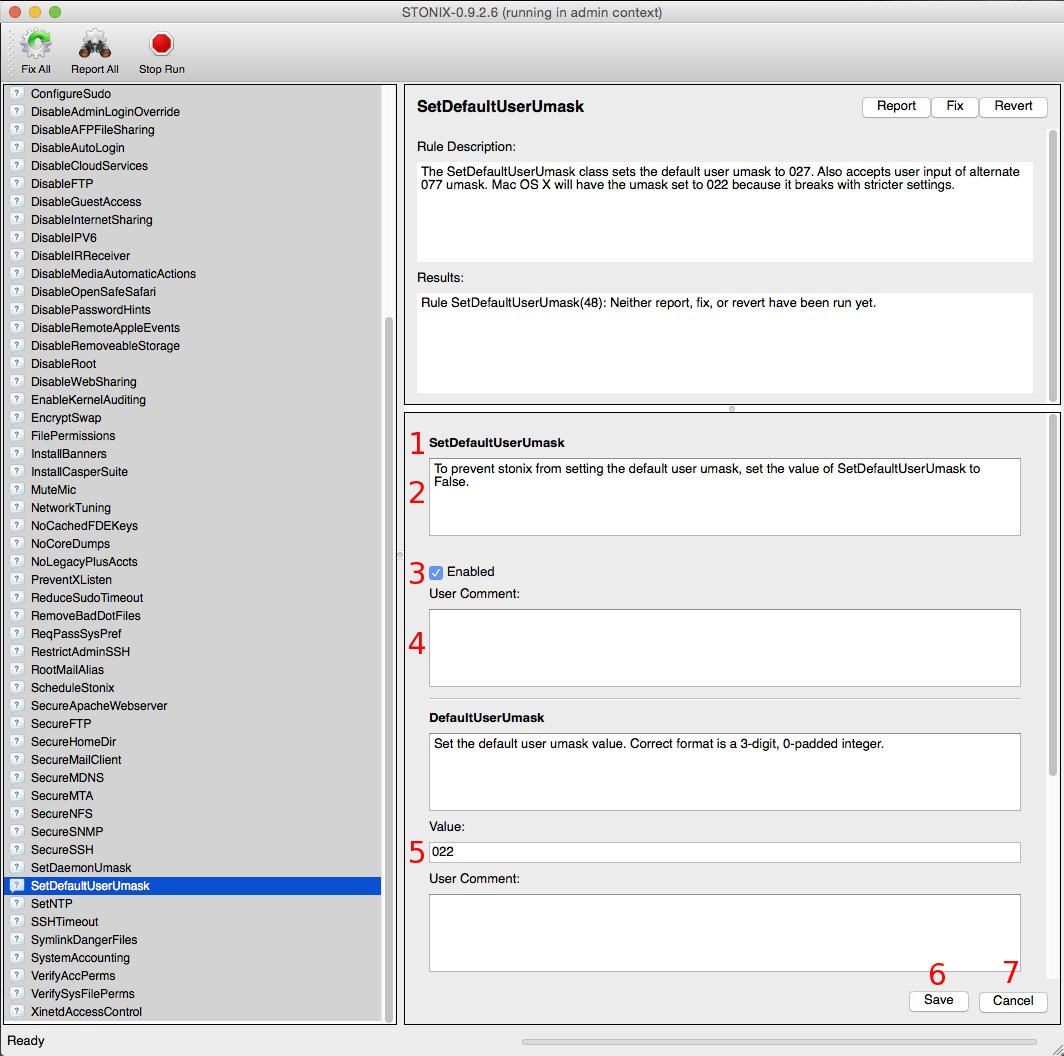 STONIX-0.9.2.6 (running in admin context)
Fix All
Report All
Stop Run
ConfigureSudo
DisableAdminLoginOverride
DisableAFPFileSharing
DisableAutoLogin
DisableCloudServices
DisableFTP
DisableGuestAccess
DisableInternetSharing
DisableIPV6
DisableIRReceiver
DisableMediaAutomaticActions
DisableOpenSafeSafari
DisablePasswordHints
DisableRemoteAppleEvents
DisableRemoveableStorage
DisableRoot
DisableWebSharing
EnableKernelAuditing
EncryptSwap
FilePermissions
InstallBanners
InstallCasperSuite
MuteMic
NetworkTuning
NoCachedFDEKeys
NoCoreDumps
NoLegacyPlusAccts
PreventXListen
ReduceSudoTimeout
RemoveBadDotFiles
ReqPassSysPref
RestrictAdminSSH
RootMailAlias
ScheduleStonix
SecureApacheWebserver
SecureFTP
SecureHomeDir
SecureMailClient
SecureMDNS
SecureMTA
SecureNFS
SecureSNMP
SecureSSH
SetDaemonUmask
SetDefaultUserUmask
SetNTP
SSHTimeout
SymlinkDangerFiles
SystemAccounting
VerifyAccPerms
VerifySysFilePerms
XinetdAccessControl
SetDefaultUserUmask
Report
Fix
Revert
Rule Description:
The SetDefaultUserUmask class sets the default user umask to 027. Also accepts user input of alternate
077 umask. Mac OS X will have the umask set to 022 because it breaks with stricter settings.
Results:
Rule SetDefaultUserUmask(48): Neither report, fix, or revert have been run yet.
1 SetDefaultUserUmask
To prevent stonix from setting the default user umask, set the value of SetDefaultUserUmask to
2 False.
3 Enabled
User Comment:
4
DefaultUserUmask
Set the default user umask value. Correct format is a 3-digit, 0-padded integer.
Value:
5 022
User Comment:
6
7
Save
Cancel
Ready